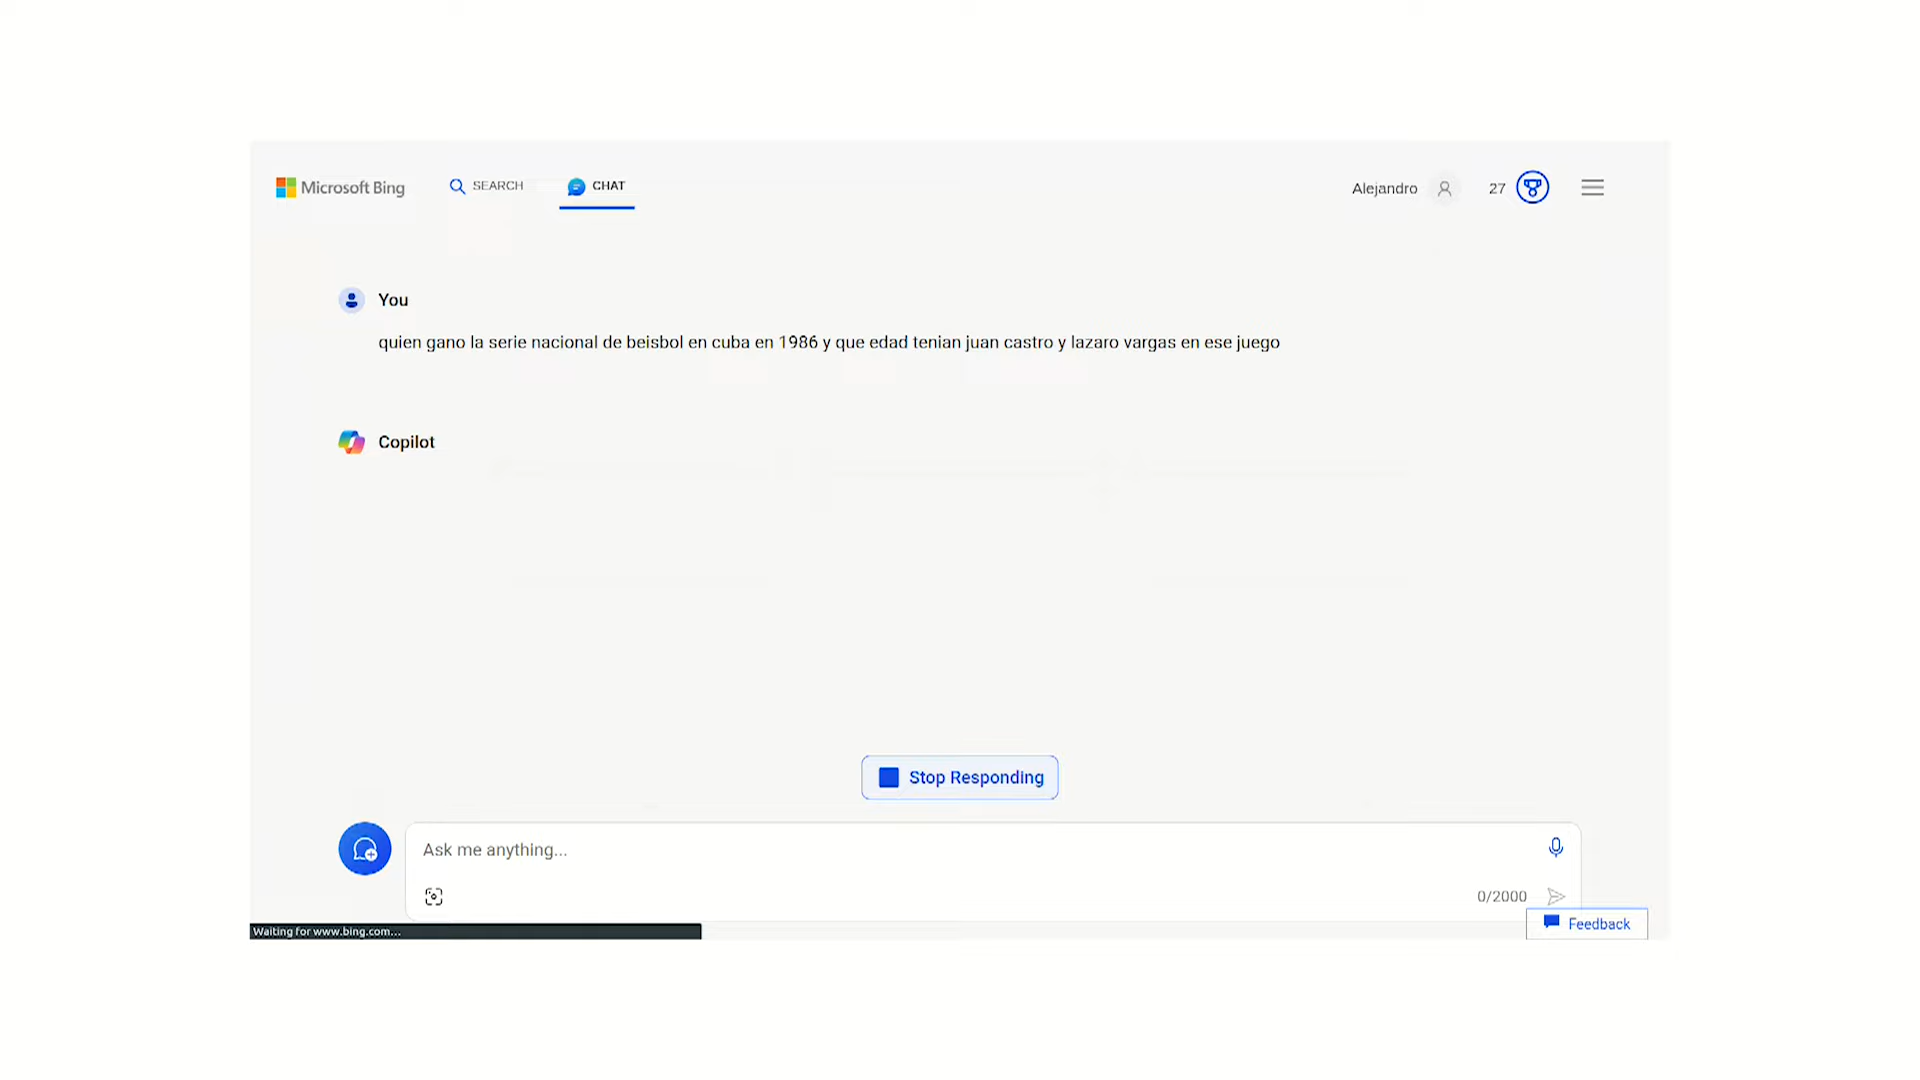 Microsoft Bing
SEARCH
CHAT
Alejandro
27
You
quien gano la serie nacional de beisbol en cuba en 1986 y que edad tenian juan castro y lazaro vargas en ese juego
Copilot
Stop Responding
Ask me anything...
0/2000
Waiting for www.bing.com...
Feedback